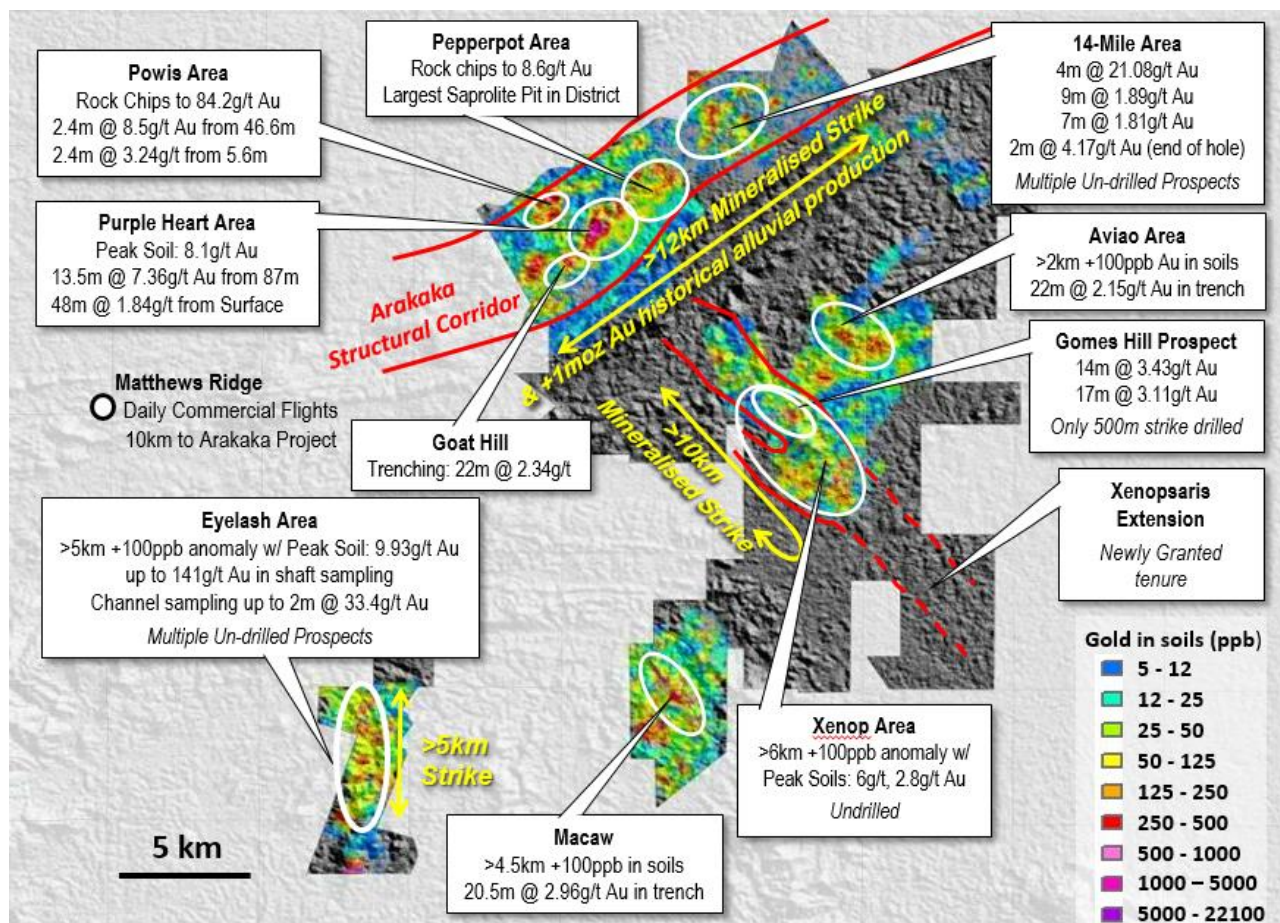 Powis Area
Rock Chips to 84.2g/t Au
2.4m @ 8.5g/t Au from 46.6m
2.4m @ 3.24g/t from 5.6m
Pepperpot Area
Rock chips to 8.6g/t Au
Largest Saprolite Pit in District
14-Mile Area
4m @ 21.08g/t Au
9m @ 1.89g/t Au
7m @ 1.81g/t Au
2m @ 4.17g/t Au (end of hole)
Multiple Un-drilled Prospects
Purple Heart Area
Peak Soil: 8.1g/t Au
13.5m @ 7.36g/t Au from 87m
48m @ 1.84g/t from Surface
Aviao Area
>2km +100ppb Au in soils
22m @ 2.15g/t Au in trench
Arakaka
Structural Corridor
>12km Mineralised Strike
& +1moz Au historical alluvial production
Gomes Hill Prospect
14m @ 3.43g/t Au
17m @ 3.11g/t Au
Only 500m strike drilled
Matthews Ridge
Daily Commercial Flights
10km to Arakaka Project
Goat Hill
Trenching: 22m @ 2.34g/t
>10km
Mineralised Strike
Xenopsaris
Extension
Newly Granted
tenure
Eyelash Area
>5km +100ppb anomaly w/ Peak Soil: 9.93g/t Au
up to 141g/t Au in shaft sampling
Channel sampling up to 2m @ 33.4g/t Au
Multiple Un-drilled Prospects
>5km
Strike
Xenop Area
>6km +100ppb anomaly w/
Peak Soils: 6g/t, 2.8g/t Au
Undrilled
Macaw
>4.5km +100ppb in soils
20.5m @ 2.96g/t Au in trench
5 km
Gold in soils (ppb)
5 - 12
12 - 25
25 - 50
50 - 125
125 - 250
250 - 500
500 - 1000
1000 – 5000
5000 - 22100